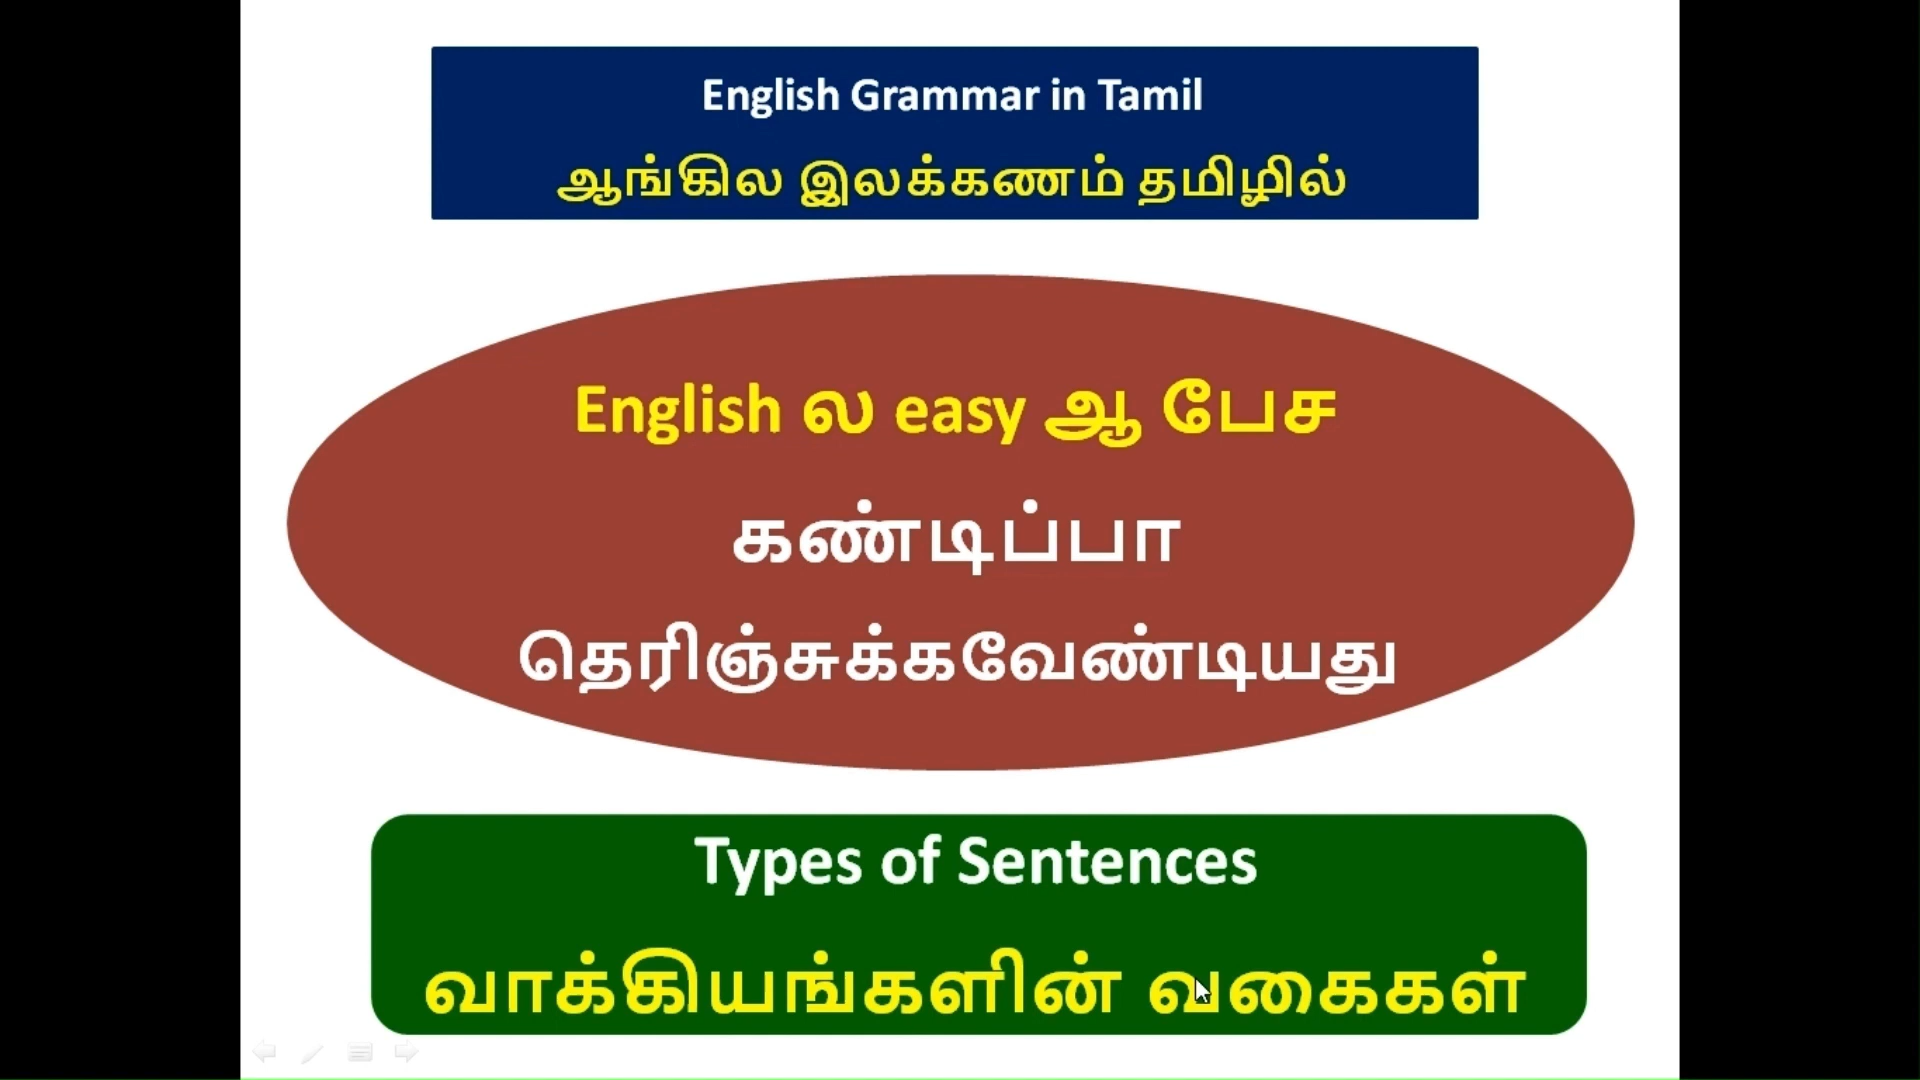 English Grammar in Tamil
ஆங்கில இலக்கணம் தமிழில்
English ல easy ஆ பேச
கண்டிப்பா
தெரிஞ்சுக்கவேண்டியது
Types of Sentences
வாக்கியங்களின் வகைகள்